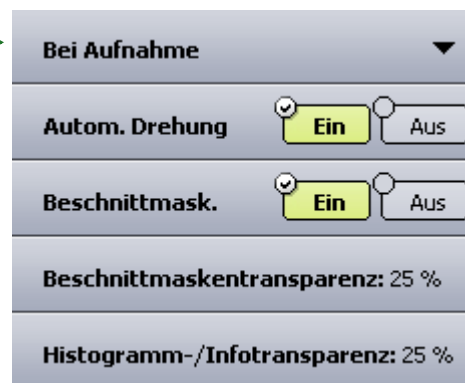 Bei Aufnahme
Autom. Drehung Ein Aus
Beschnittmask. Ein Aus
Beschnittmaskentransparenz: 25 %
Histogramm-/Infotransparenz: 25 %